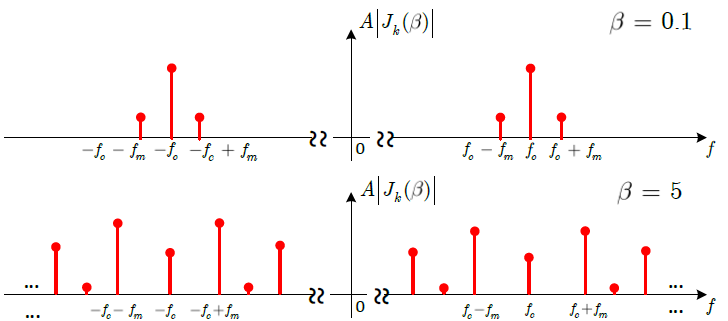 A|J_k(β)|
β = 0.1
−f_c − f_m −f_c −f_c + f_m 0 f_c − f_m f_c f_c + f_m f
A|J_k(β)|
β = 5
... ...
−f_c − f_m −f_c −f_c + f_m 0 f_c − f_m f_c f_c + f_m f
... ...